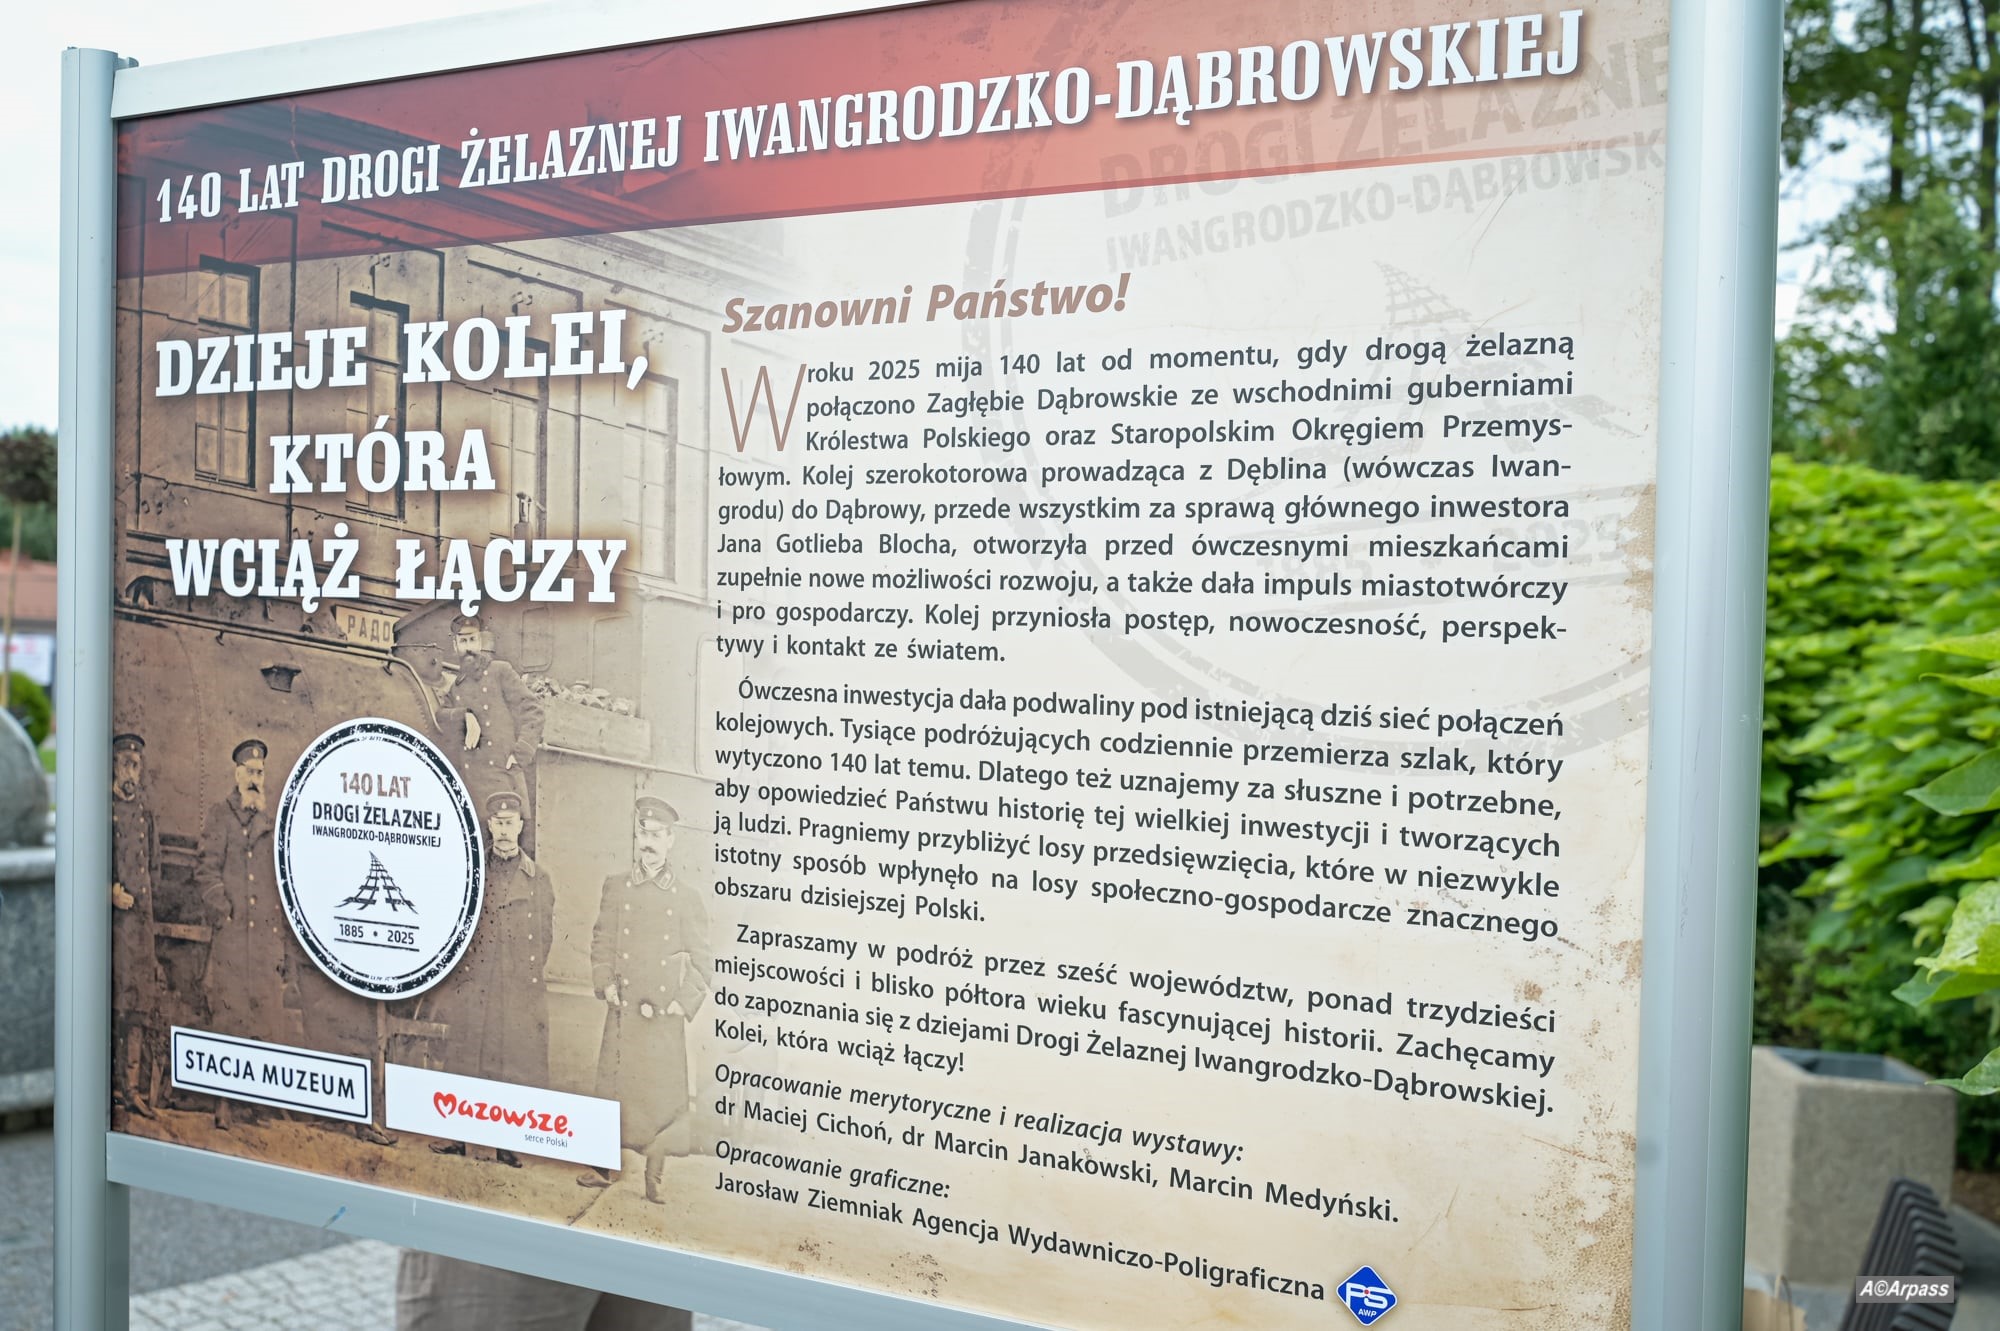 140 LAT DROGI ŻELAZNEJ IWANGRODZKO-DĄBROWSKIEJ
DROGI ŻELAZNE
IWANGRODZKO-DĄBROWSK
DZIEJE KOLEI,
KTÓRA
WCIĄŻ ŁĄCZY
РАДО
140 LAT
DROGI ŻELAZNEJ
IWANGRODZKO-DĄBROWSKIEJ
1885 • 2025
STACJA MUZEUM
Mazowsze.
serce Polski
Szanowni Państwo!
W roku 2025 mija 140 lat od momentu, gdy drogą żelazną
połączono Zagłębie Dąbrowskie ze wschodnimi guberniami
Królestwa Polskiego oraz Staropolskim Okręgiem Przemys-
łowym. Kolej szerokotorowa prowadząca z Dęblina (wówczas Iwan-
grodu) do Dąbrowy, przede wszystkim za sprawą głównego inwestora
Jana Gotlieba Blocha, otworzyła przed ówczesnymi mieszkańcami
zupełnie nowe możliwości rozwoju, a także dała impuls miastotwórczy
i pro gospodarczy. Kolej przyniosła postęp, nowoczesność, perspek-
tywy i kontakt ze światem.
Ówczesna inwestycja dała podwaliny pod istniejącą dziś sieć połączeń
kolejowych. Tysiące podróżujących codziennie przemierza szlak, który
wytyczono 140 lat temu. Dlatego też uznajemy za słuszne i potrzebne,
aby opowiedzieć Państwu historię tej wielkiej inwestycji i tworzących
ją ludzi. Pragniemy przybliżyć losy przedsięwzięcia, które w niezwykle
istotny sposób wpłynęło na losy społeczno-gospodarcze znacznego
obszaru dzisiejszej Polski.
Zapraszamy w podróż przez sześć województw, ponad trzydzieści
miejscowości i blisko półtora wieku fascynującej historii. Zachęcamy
do zapoznania się z dziejami Drogi Żelaznej Iwangrodzko-Dąbrowskiej.
Kolei, która wciąż łączy!
Opracowanie merytoryczne i realizacja wystawy:
dr Maciej Cichoń, dr Marcin Janakowski, Marcin Medyński.
Opracowanie graficzne:
Jarosław Ziemniak Agencja Wydawniczo-Poligraficzna
PS
AWP
1885 • 2025
A©Arpass